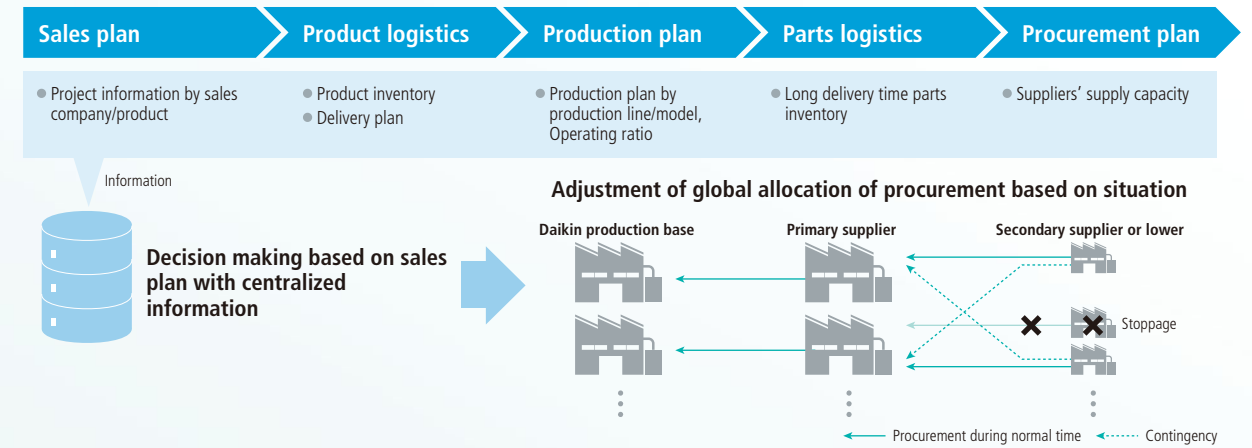 Sales plan
Product logistics
Production plan
Parts logistics
Procurement plan
Project information by sales
company/product
Product inventory
Delivery plan
Production plan by
production line/model,
Operating ratio
Long delivery time parts
inventory
Suppliers’ supply capacity
Information
Decision making based on sales
plan with centralized
information
Adjustment of global allocation of procurement based on situation
Daikin production base
Primary supplier
Secondary supplier or lower
Stoppage
Procurement during normal time
Contingency